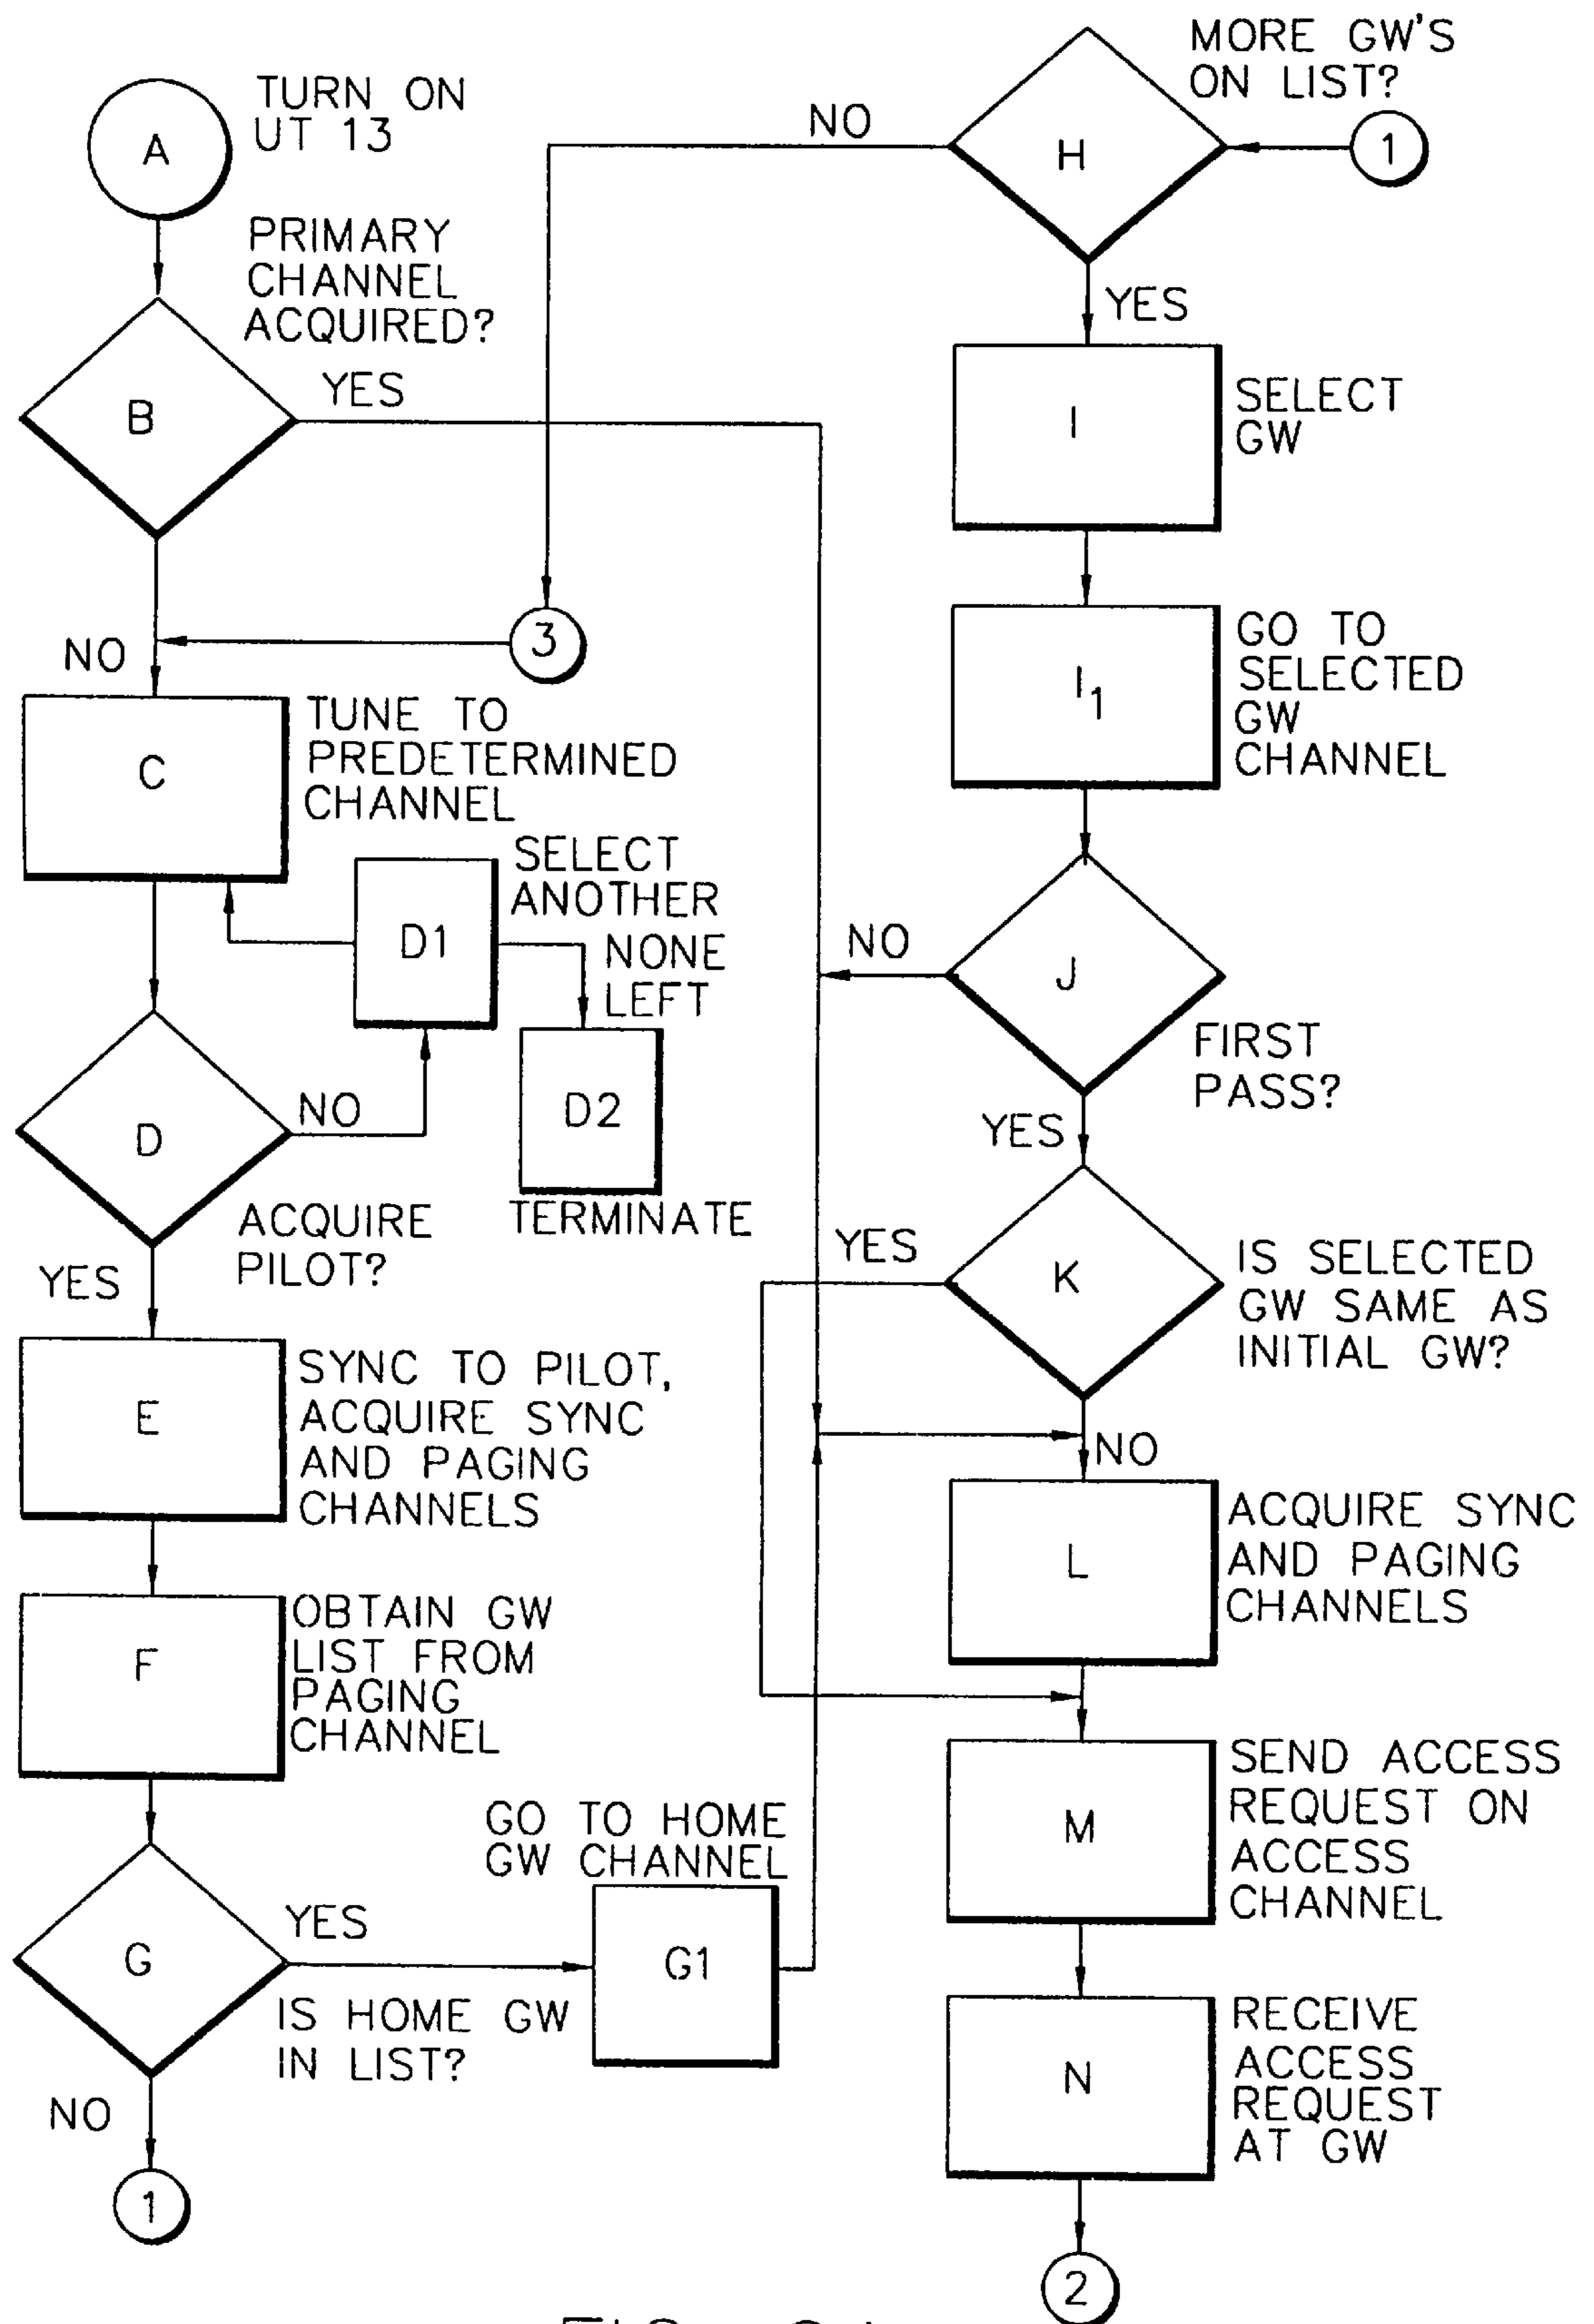 A
TURN ON
UT 13
PRIMARY
CHANNEL
ACQUIRED?
B
YES
NO
3
C
TUNE TO
PREDETERMINED
CHANNEL
D1
SELECT
ANOTHER
NONE
LEFT
D2
TERMINATE
D
NO
ACQUIRE
PILOT?
YES
E
SYNC TO PILOT,
ACQUIRE SYNC
AND PAGING
CHANNELS
F
OBTAIN GW
LIST FROM
PAGING
CHANNEL
G
YES
IS HOME GW
IN LIST?
GO TO HOME
GW CHANNEL
G1
NO
1
MORE GW'S
ON LIST?
NO
H
1
YES
I
SELECT
GW
I1
GO TO
SELECTED
GW
CHANNEL
NO
J
FIRST
PASS?
YES
YES
K
IS SELECTED
GW SAME AS
INITIAL GW?
NO
L
ACQUIRE SYNC
AND PAGING
CHANNELS
M
SEND ACCESS
REQUEST ON
ACCESS
CHANNEL
N
RECEIVE
ACCESS
REQUEST
AT GW
2